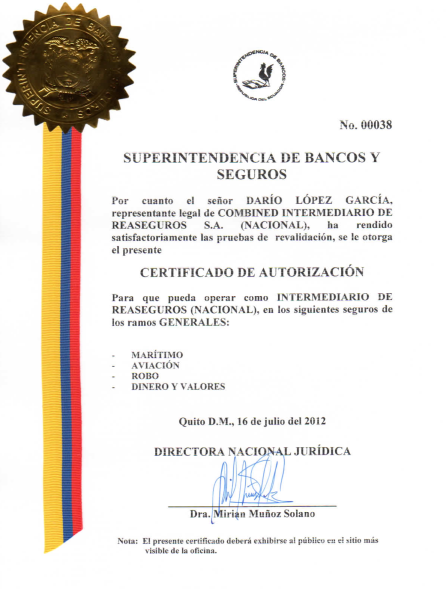 SUPERINTENDENCIA DE BANCOS
SUPERINTENDENCIA DE BANCOS
REPUBLICA DEL ECUADOR
No. 00038
SUPERINTENDENCIA DE BANCOS Y
SEGUROS
Por cuanto el señor DARÍO LÓPEZ GARCÍA,
representante legal de COMBINED INTERMEDIARIO DE
REASEGUROS S.A. (NACIONAL), ha rendido
satisfactoriamente las pruebas de revalidación, se le otorga
el presente
CERTIFICADO DE AUTORIZACIÓN
Para que pueda operar como INTERMEDIARIO DE
REASEGUROS (NACIONAL), en los siguientes seguros de
los ramos GENERALES:
- MARÍTIMO
- AVIACIÓN
- ROBO
- DINERO Y VALORES
Quito D.M., 16 de julio del 2012
DIRECTORA NACIONAL JURÍDICA
Dra. Mirian Muñoz Solano
Nota: El presente certificado deberá exhibirse al público en el sitio más
visible de la oficina.